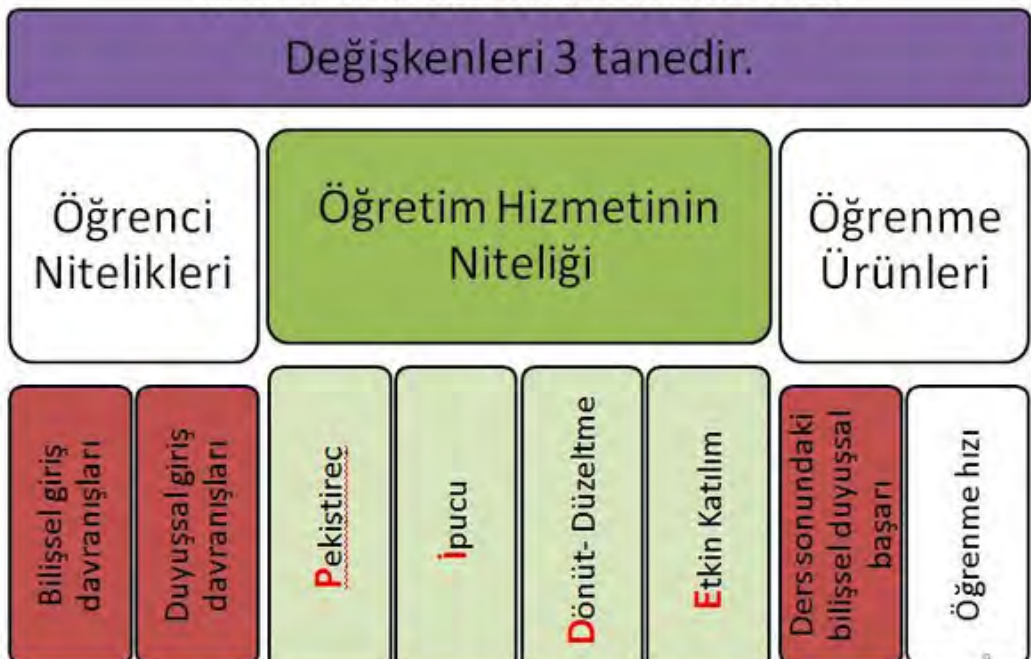 Değişkenleri 3 tanedir.
Öğrenci
Nitelikleri
Öğretim Hizmetinin
Niteliği
Öğrenme
Ürünleri
Bilişsel giriş
davranışları
Duyuşsal giriş
davranışları
Pekiştireç
İpucu
Dönüt- Düzeltme
Etkin Katılım
Ders sonundaki
bilişsel duyuşsal
başarı
Öğrenme hızı